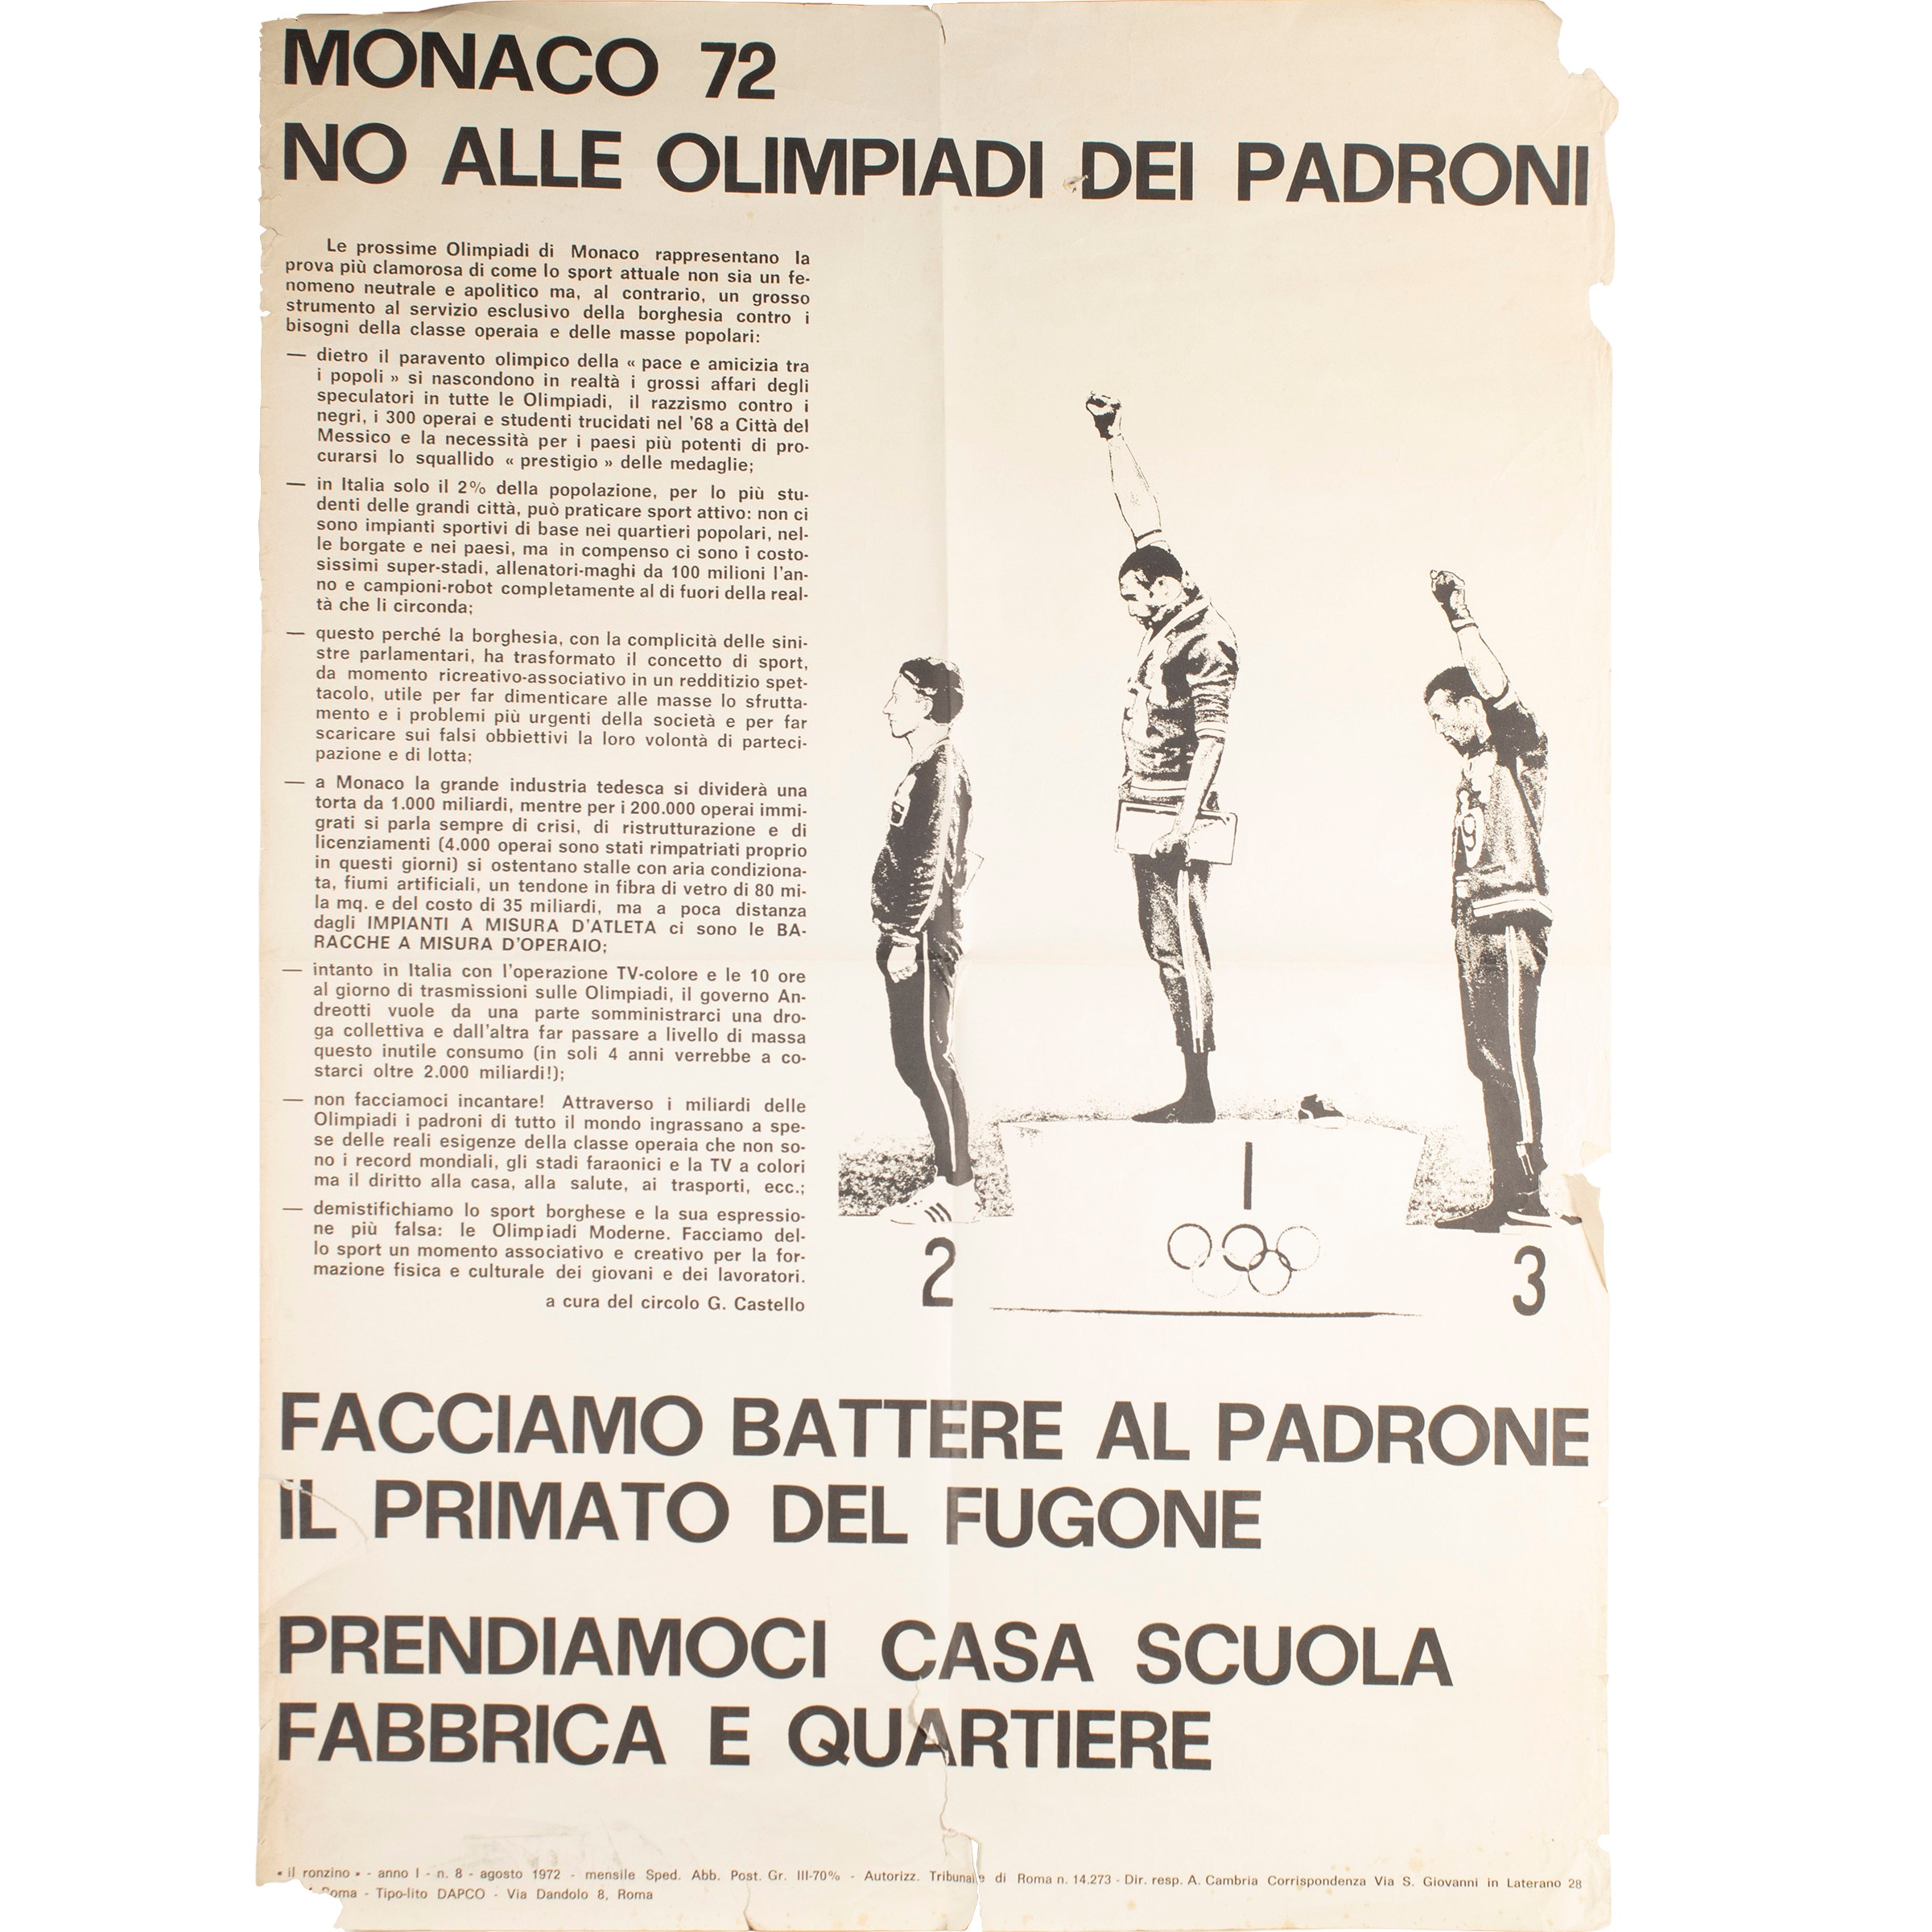 MONACO 72
NO ALLE OLIMPIADI DEI PADRONI
Le prossime Olimpiadi di Monaco rappresentano la
prova più clamorosa di come lo sport attuale non sia un fe-
nomeno neutrale e apolitico ma, al contrario, un grosso
strumento al servizio esclusivo della borghesia contro i
bisogni della classe operaia e delle masse popolari:
— dietro il paravento olimpico della « pace e amicizia tra
i popoli » si nascondono in realtà i grossi affari degli
speculatori in tutte le Olimpiadi, il razzismo contro i
negri, i 300 operai e studenti trucidati nel '68 a Città del
Messico e la necessità per i paesi più potenti di pro-
curarsi lo squallido « prestigio » delle medaglie;
— in Italia solo il 2% della popolazione, per lo più stu-
denti delle grandi città, può praticare sport attivo: non ci
sono impianti sportivi di base nei quartieri popolari, nel-
le borgate e nei paesi, ma in compenso ci sono i costo-
sissimi super-stadi, allenatori-maghi da 100 milioni l'an-
no e campioni-robot completamente al di fuori della real-
tà che li circonda;
— questo perché la borghesia, con la complicità delle sini-
stre parlamentari, ha trasformato il concetto di sport,
da momento ricreativo-associativo in un redditizio spet-
tacolo, utile per far dimenticare alle masse lo sfrutta-
mento e i problemi più urgenti della società e per far
scaricare sui falsi obbiettivi la loro volontà di parteci-
pazione e di lotta;
— a Monaco la grande industria tedesca si dividerà una
torta da 1.000 miliardi, mentre per i 200.000 operai immi-
grati si parla sempre di crisi, di ristrutturazione e di
licenziamenti (4.000 operai sono stati rimpatriati proprio
in questi giorni) si ostentano stalle con aria condiziona-
ta, fiumi artificiali, un tendone in fibra di vetro di 80 mi-
la mq. e del costo di 35 miliardi, ma a poca distanza
dagli IMPIANTI A MISURA D'ATLETA ci sono le BA-
RACCHE A MISURA D'OPERAIO;
— intanto in Italia con l'operazione TV-colore e le 10 ore
al giorno di trasmissioni sulle Olimpiadi, il governo An-
dreotti vuole da una parte somministrarci una dro-
ga collettiva e dall'altra far passare a livello di massa
questo inutile consumo (in soli 4 anni verrebbe a co-
starci oltre 2.000 miliardi!);
— non facciamoci incantare! Attraverso i miliardi delle
Olimpiadi i padroni di tutto il mondo ingrassano a spe-
se delle reali esigenze della classe operaia che non so-
no i record mondiali, gli stadi faraonici e la TV a colori
ma il diritto alla casa, alla salute, ai trasporti, ecc.;
— demistifichiamo lo sport borghese e la sua espressio-
ne più falsa: le Olimpiadi Moderne. Facciamo del-
lo sport un momento associativo e creativo per la for-
mazione fisica e culturale dei giovani e dei lavoratori.
a cura del circolo G. Castello
1
2
3
FACCIAMO BATTERE AL PADRONE
IL PRIMATO DEL FUGONE
PRENDIAMOCI CASA SCUOLA
FABBRICA E QUARTIERE
« il ronzino » - anno I - n. 8 - agosto 1972 - mensile Sped. Abb. Post. Gr. III-70% - Autorizz. Tribunale di Roma n. 14.273 - Dir. resp. A. Cambria Corrispondenza Via S. Giovanni in Laterano 28
Roma - Tipo-lito DAPCO - Via Dandolo 8, Roma